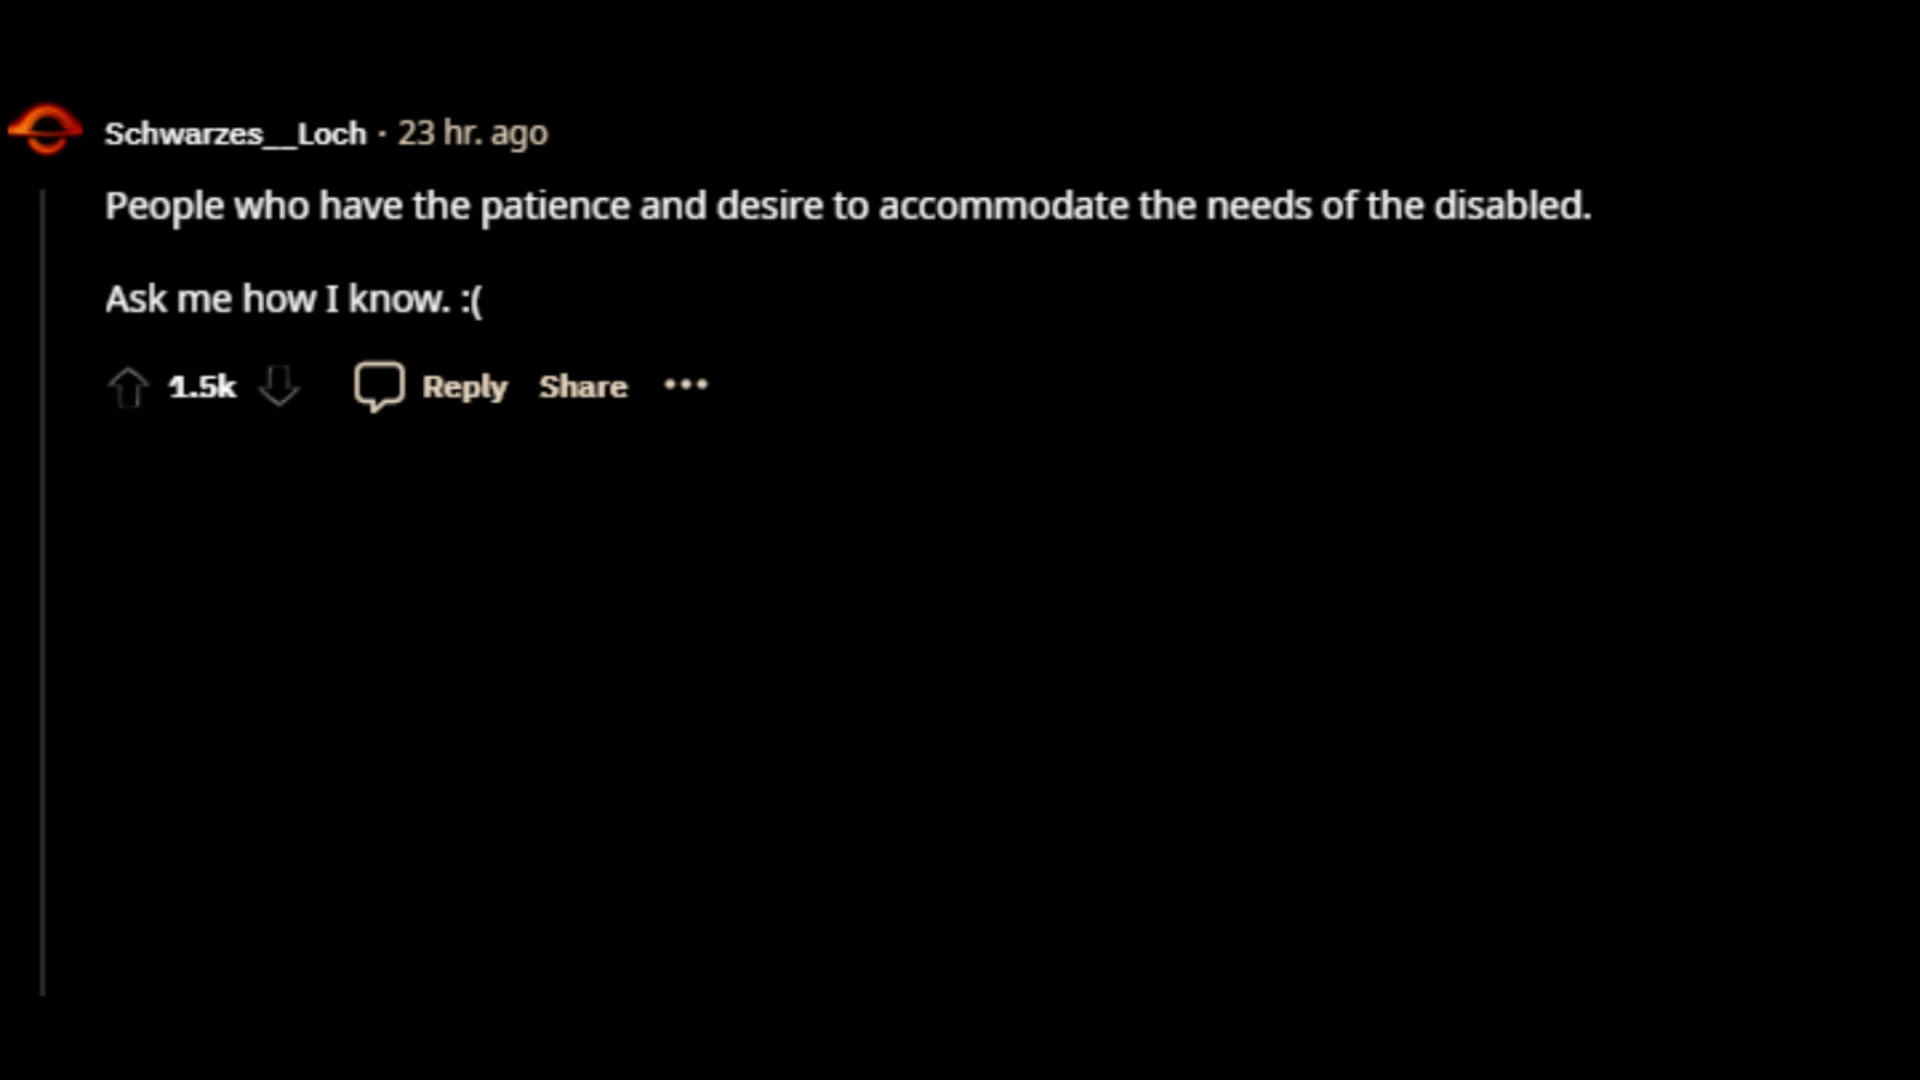 Schwarzes__Loch · 23 hr. ago
People who have the patience and desire to accommodate the needs of the disabled.
Ask me how I know. :(
1.5k Reply Share •••